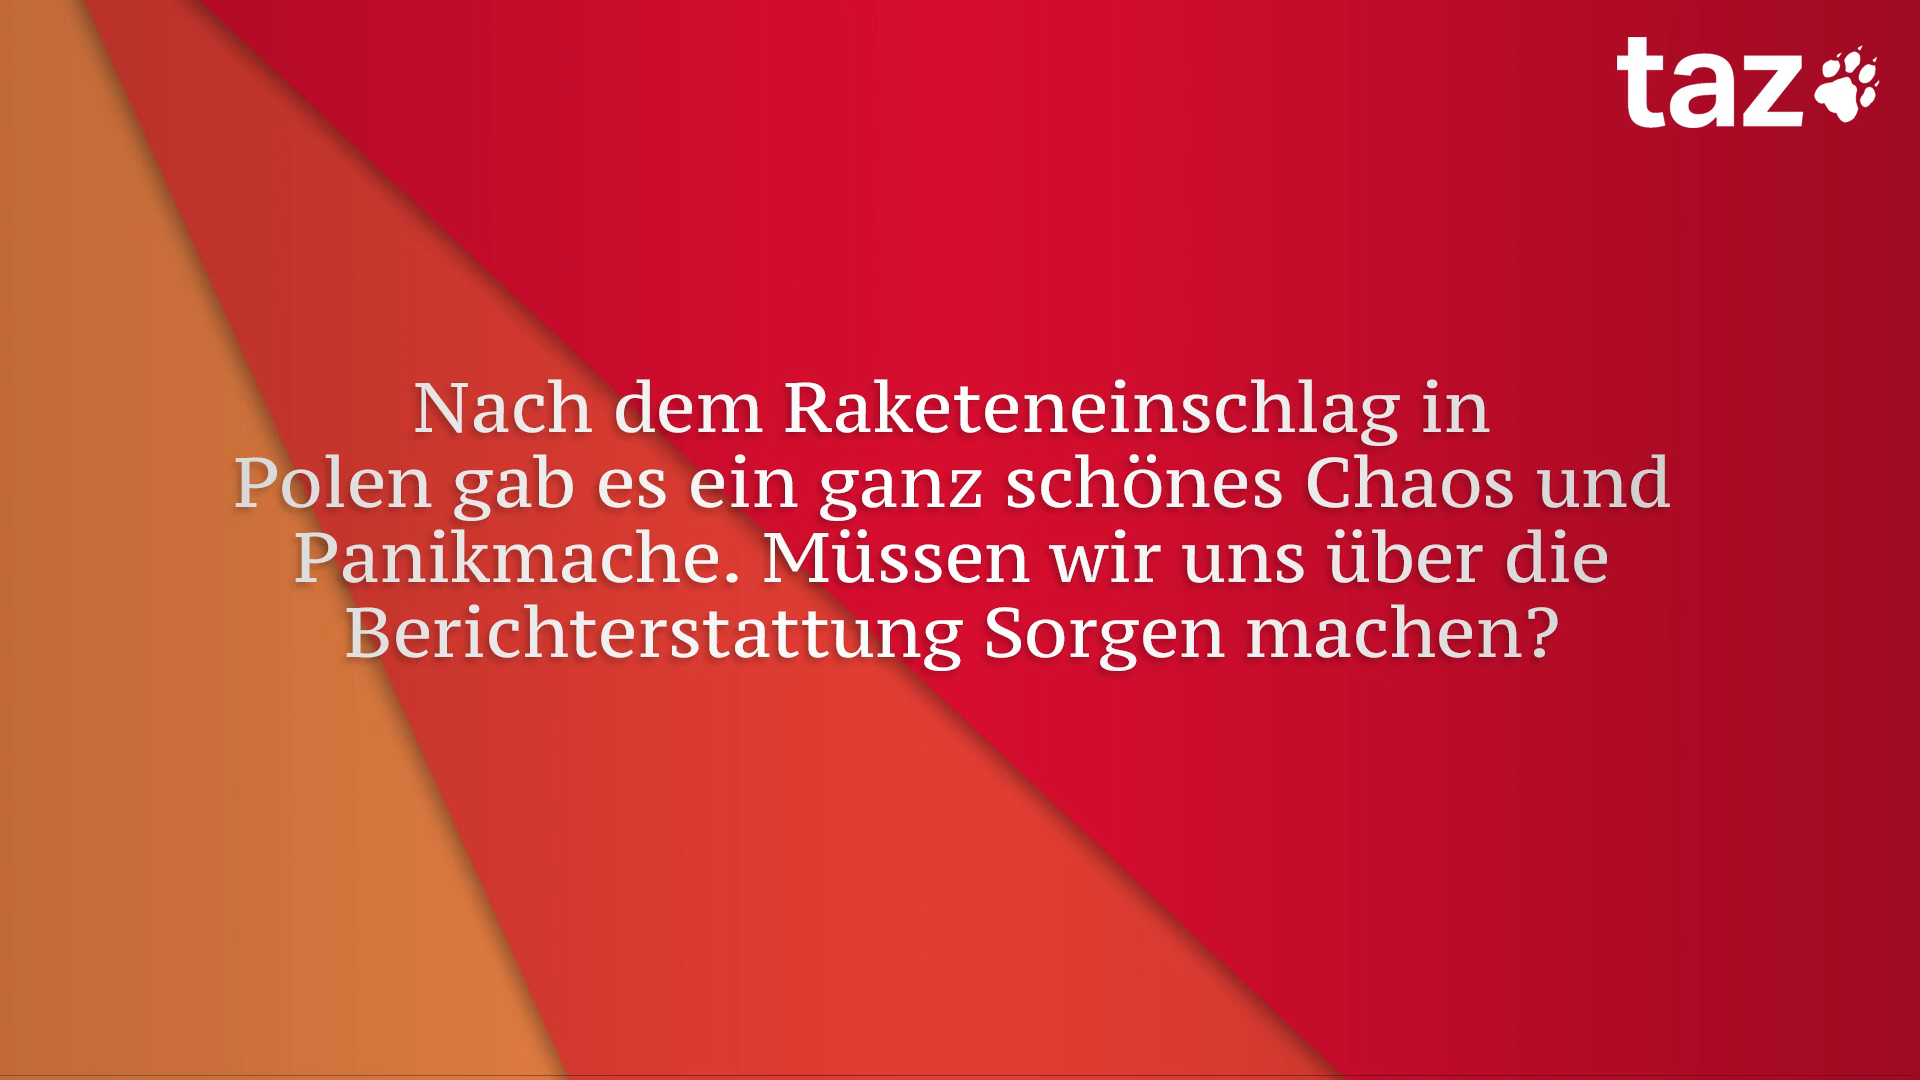 taz
Nach dem Raketeneinschlag in
Polen gab es ein ganz schönes Chaos und
Panikmache. Müssen wir uns über die
Berichterstattung Sorgen machen?